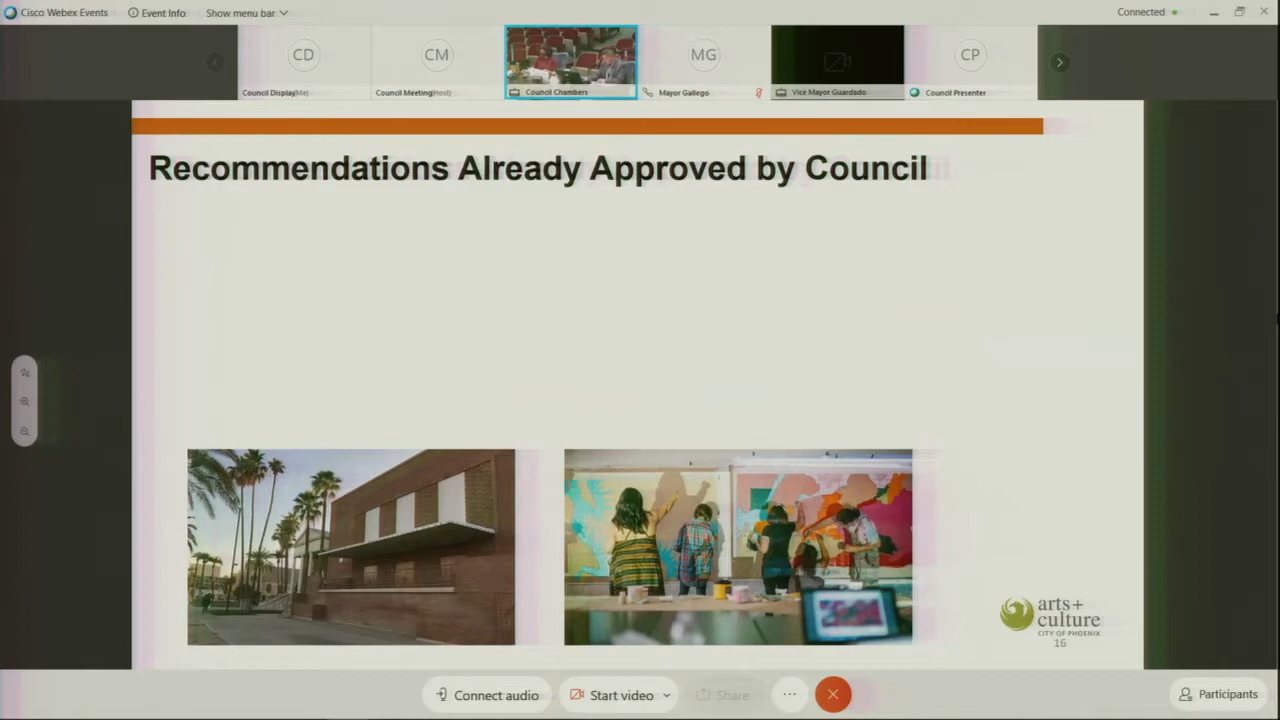 Cisco Webex Events
Event Info
Show menu bar
Connected
CD
CM
MG
CP
Council Display(Me)
Council Meeting(Host)
Council Chambers
Mayor Gallego
Vice Mayor Guardado
Council Presenter
Recommendations Already Approved by Council
arts+
culture
CITY OF PHOENIX
16
Connect audio
Start video
Share
Participants